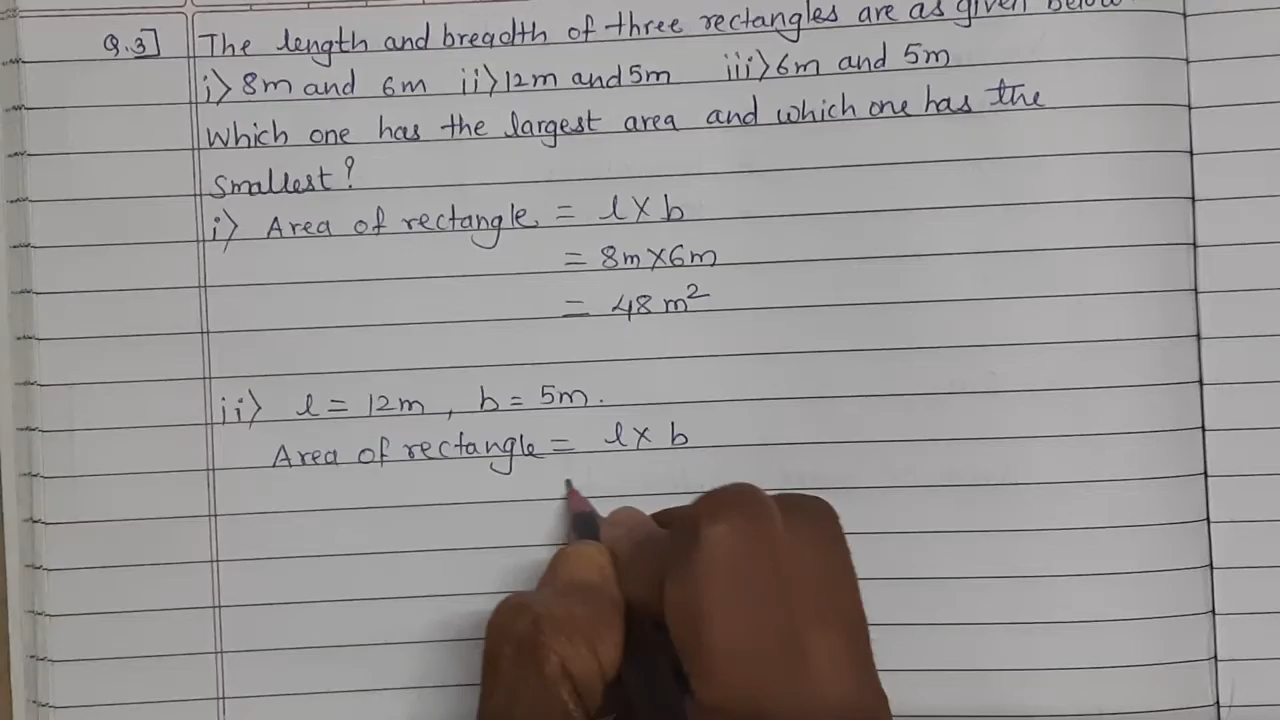 Q.3] The length and breadth of three rectangles are as given below
i) 8m and 6m ii) 12m and 5m iii) 6m and 5m
Which one has the largest area and which one has the
smallest?
i) Area of rectangle = l × b
= 8m × 6m
= 48 m²
ii) l = 12m, b = 5m.
Area of rectangle = l × b